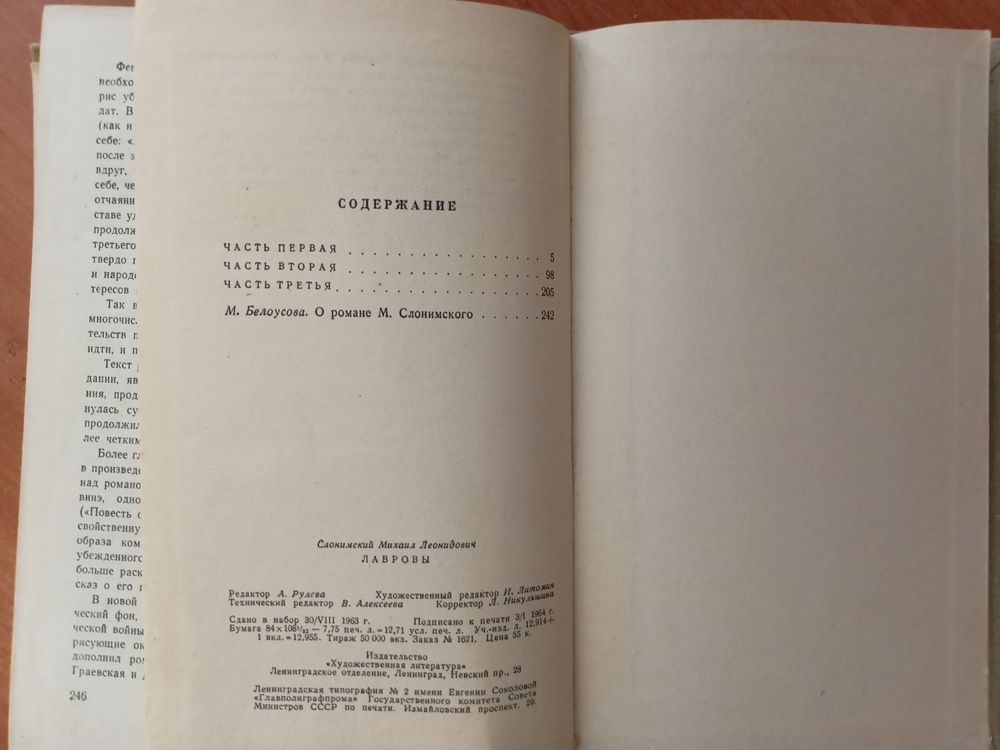 Фе
необхо
рис уб
дат. В
(как н
себе: «
после з
вдруг,
себе, че
отчаянн
ставе ул
продолж
третьего
твердо п
и народ
тересов
Так в
многочис
тельств п
идти, и п
Текст
дании, яв
ния, прод
нулась су
продолжи
лее четким
Более гл
в произвед
над романо
винэ, одно
(«Повесть о
свойственну
образа ком
убежденного
больше раск
сказ о его г
В новой
ческий фон,
ческой войны
рисующие ок
дополнил ро
Граевская и
246
СОДЕРЖАНИЕ
ЧАСТЬ ПЕРВАЯ . . . . . . . . . . . . . . . . . 5
ЧАСТЬ ВТОРАЯ . . . . . . . . . . . . . . . . . 98
ЧАСТЬ ТРЕТЬЯ . . . . . . . . . . . . . . . . . 205
М. Белоусова. О романе М. Слонимского . . . . . . 242
Слонимский Михаил Леонидович
ЛАВРОВЫ
Редактор А. Рулева Художественный редактор И. Литомин
Технический редактор В. Алексеева Корректор Л. Никульшина
Сдано в набор 30/VIII 1963 г. Подписано к печати 3/I 1964 г.
Бумага 84×108¹/₃₂ — 7,75 печ. л. = 12,71 усл. печ. л. Уч.-изд. л. 12,914+
1 вкл. = 12,955. Тираж 50 000 экз. Заказ № 1621. Цена 55 к.
Издательство
«Художественная литература»
Ленинградское отделение, Ленинград, Невский пр., 28
Ленинградская типография № 2 имени Евгении Соколовой
«Главполиграфпрома» Государственного комитета Совета
Министров СССР по печати. Измайловский проспект, 29.